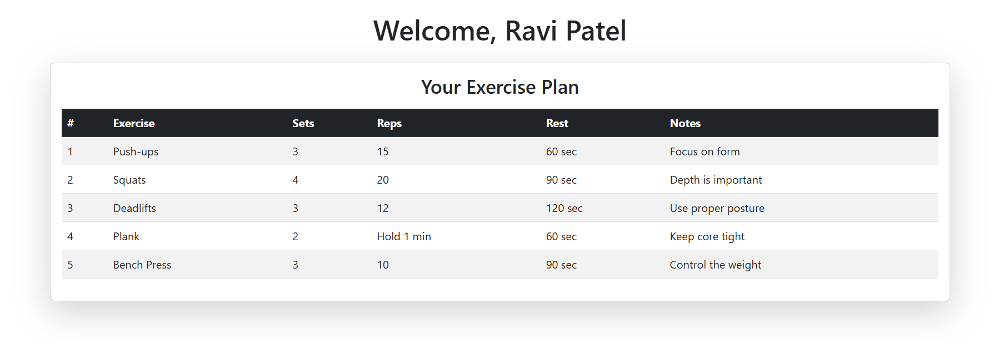 Welcome, Ravi Patel
Your Exercise Plan
# Exercise Sets Reps Rest Notes
1 Push-ups 3 15 60 sec Focus on form
2 Squats 4 20 90 sec Depth is important
3 Deadlifts 3 12 120 sec Use proper posture
4 Plank 2 Hold 1 min 60 sec Keep core tight
5 Bench Press 3 10 90 sec Control the weight